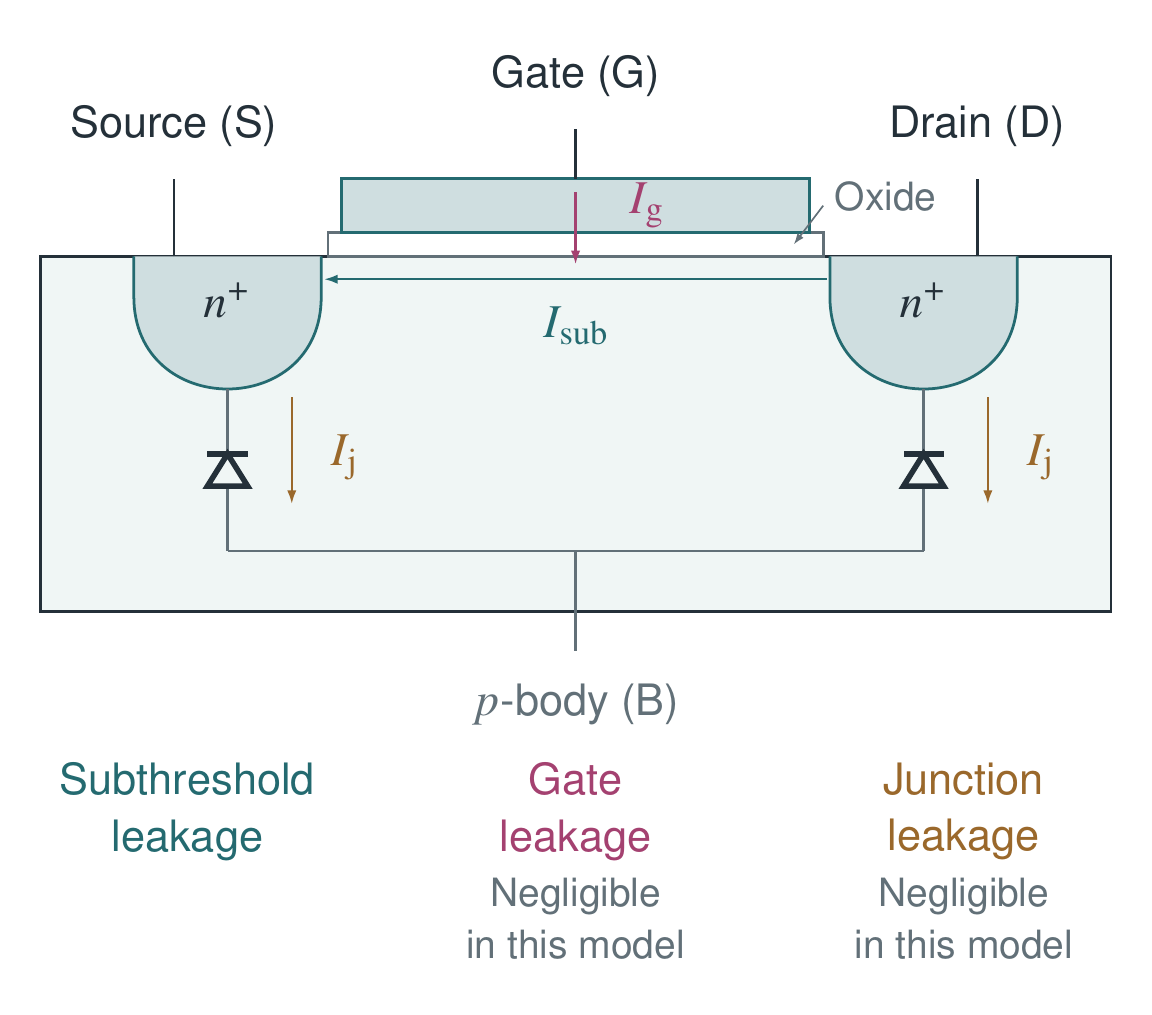 Gate (G)
Source (S)
Drain (D)
I_g
Oxide
n⁺
n⁺
I_sub
I_j
I_j
p-body (B)
Subthreshold
leakage
Gate
leakage
Negligible
in this model
Junction
leakage
Negligible
in this model